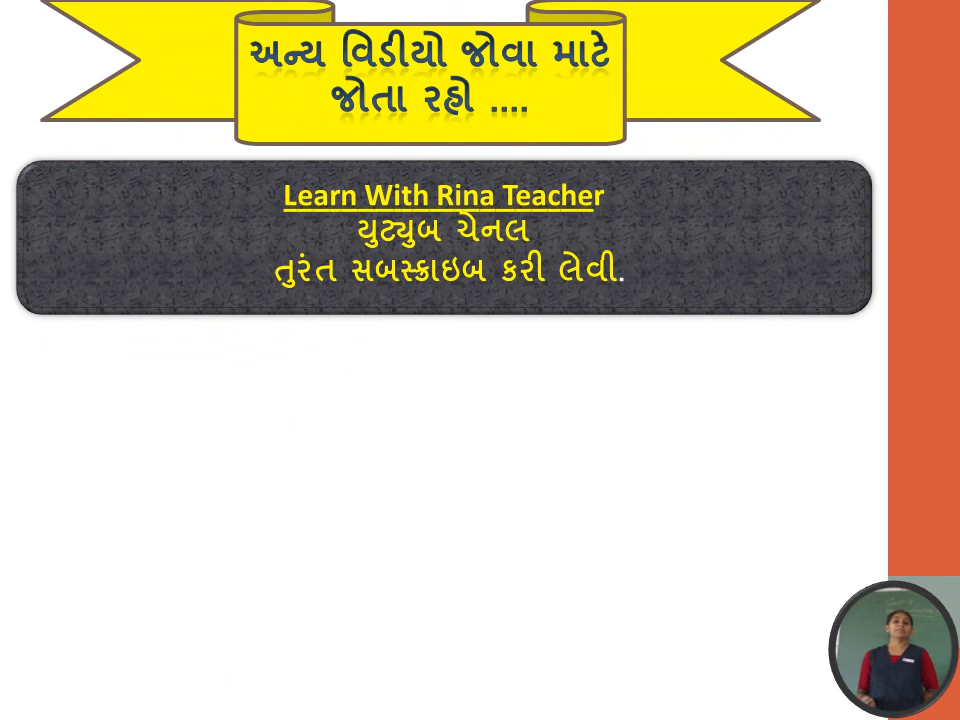 અન્ય વિડીયો જોવા માટે
જોતા રહો ....
Learn With Rina Teacher
યુટ્યુબ ચેનલ
તુરંત સબસ્ક્રાઇબ કરી લેવી.